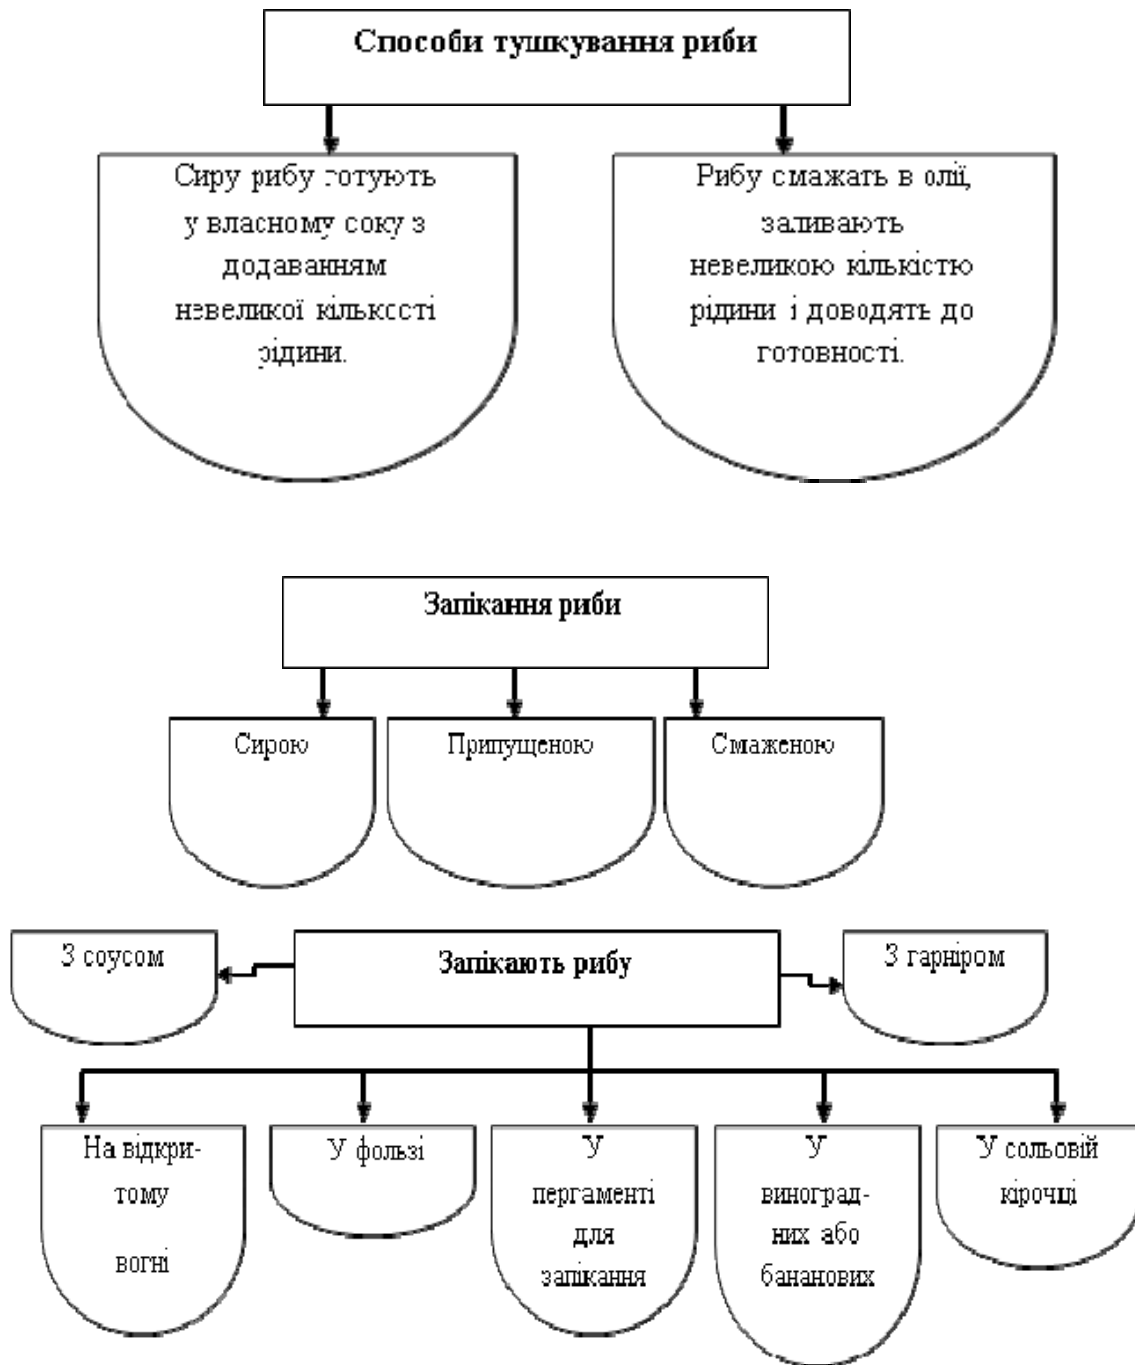 Способи тушкування риби
Сиру рибу готують
у власному соку з
додаванням
невеликої кількості
рідини.
Рибу смажать в олії,
заливають
невеликою кількістю
рідини і доводять до
готовності.
Запікання риби
Сирою
Припущеною
Смаженою
З соусом
Запікають рибу
З гарніром
На відкри-
тому
вогні
У фользі
У
пергаменті
для
запікання
У
виноград-
них або
бананових
У сольовій
кірочці